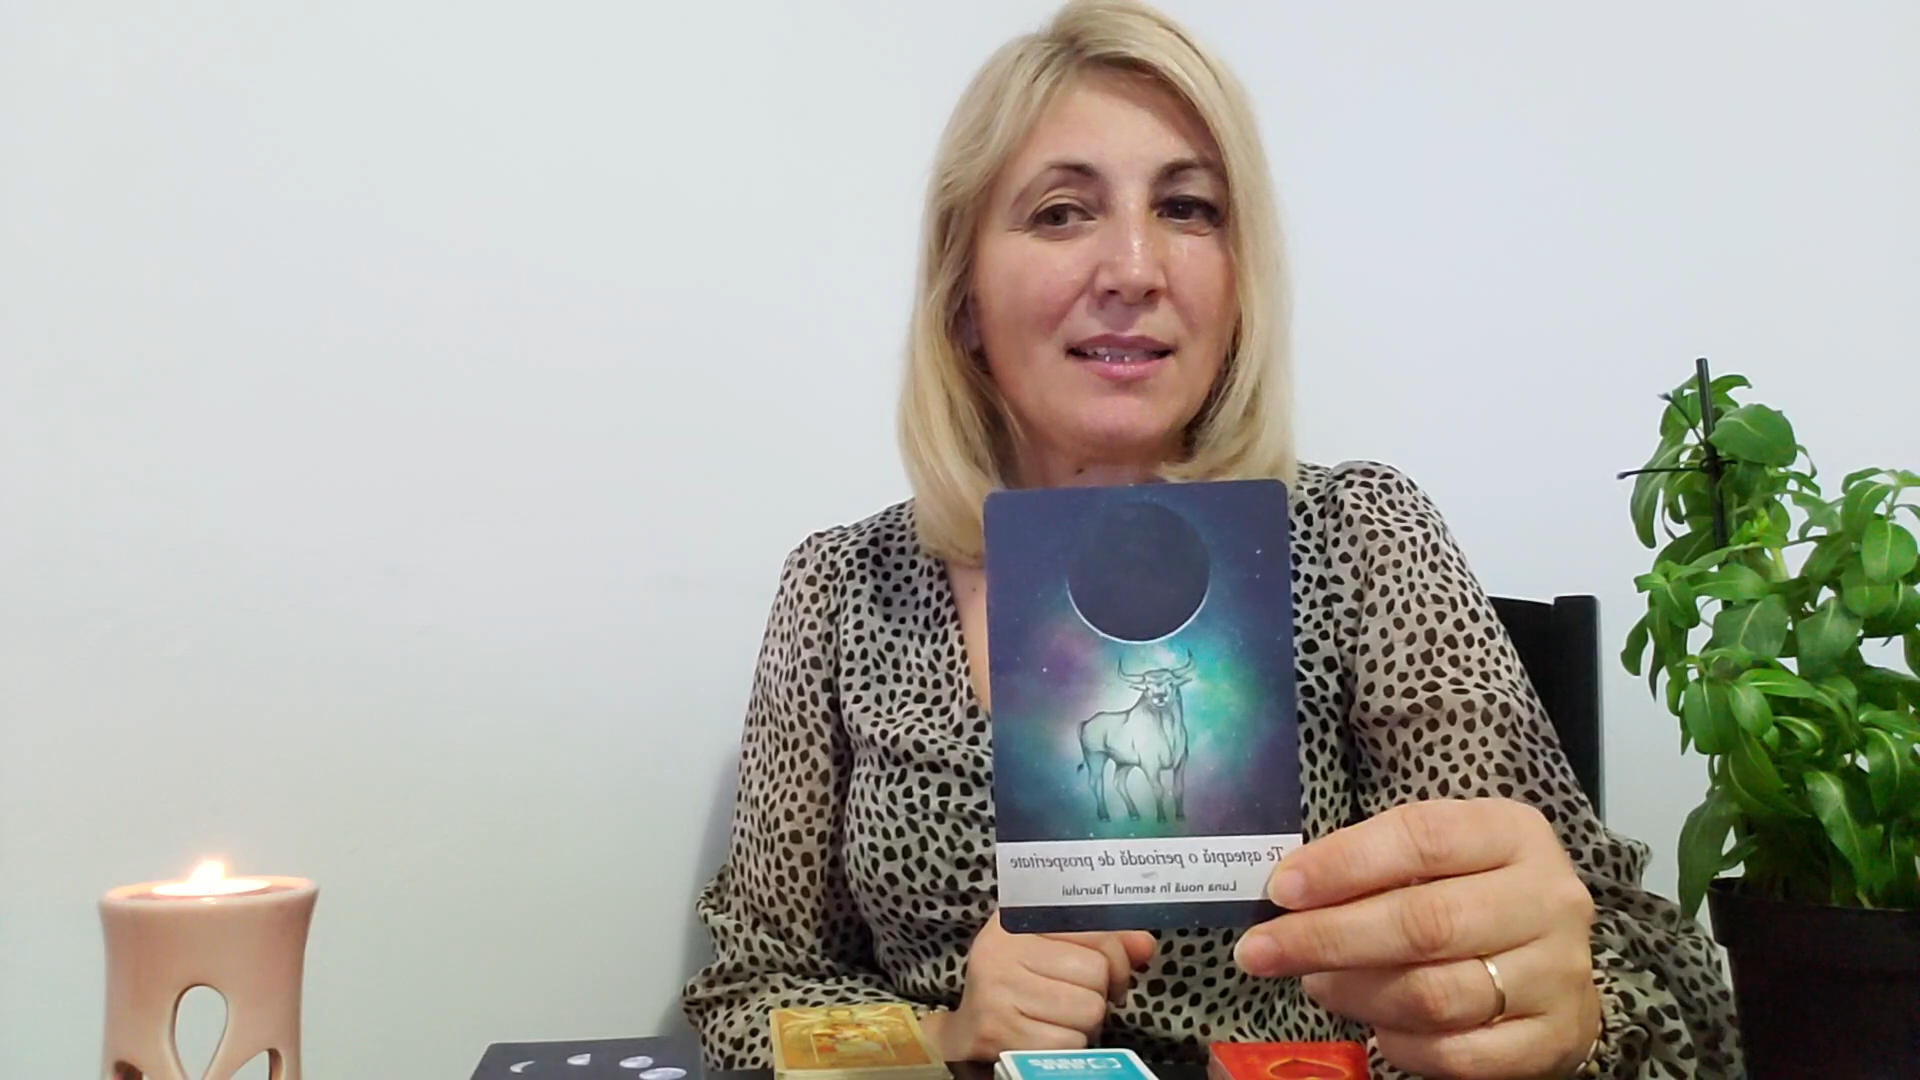 Te așteaptă o perioadă de prosperitate
Luna nouă în semnul Taurului